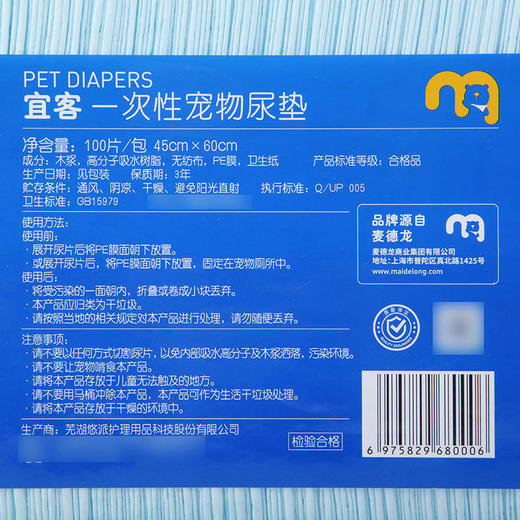 PET DIAPERS
宜客 一次性宠物尿垫
净含量：100片/包 45cm×60cm
成分：木浆，高分子吸水树脂，无纺布，PE膜，卫生纸 产品标准等级：合格品
生产日期：见包装 保质期：3年
贮存条件：通风、阴凉、干燥、避免阳光直射 执行标准：Q/UP 005
卫生标准：GB15979
使用方法：
使用前：
· 展开尿片后将PE膜面朝下放置。
· 或展开尿片后，将PE膜面朝下放置，固定在宠物厕所中。
使用后：
· 将受污染的一面朝内，折叠或卷成小块丢弃。
· 本产品应归类为干垃圾。
· 请按照当地的相关规定对本产品进行处理，请勿随便丢弃。
注意事项：
· 请不要以任何方式切割尿片，以免内部吸水高分子及木浆洒落，污染环境。
· 请不要让宠物啃食本产品。
· 请将本产品存放于儿童无法触及的地方。
· 请不要用马桶冲除本产品，本产品可作为生活干垃圾处理。
· 请将本产品存放于干燥的环境中。
生产商：芜湖悠派护理用品科技股份有限公司
检验合格
品牌源自
麦德龙
麦德龙商业集团有限公司
地址：上海市普陀区真北路1425号
www.maidelong.com
6 975829 680006